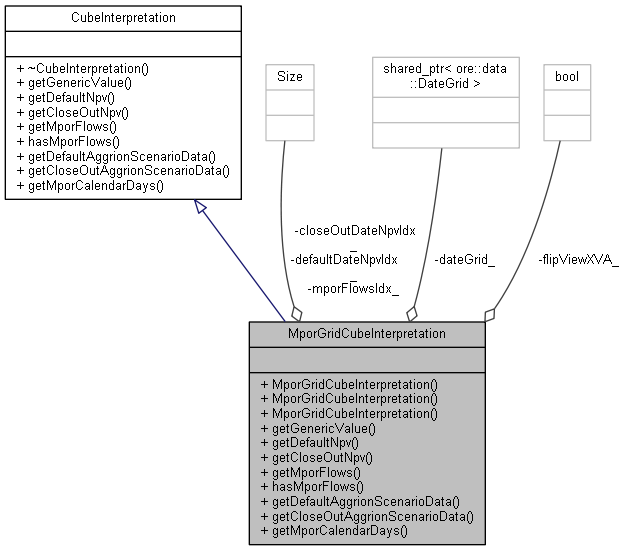 CubeInterpretation
+ ~CubeInterpretation()
+ getGenericValue()
+ getDefaultNpv()
+ getCloseOutNpv()
+ getMporFlows()
+ hasMporFlows()
+ getDefaultAggrionScenarioData()
+ getCloseOutAggrionScenarioData()
+ getMporCalendarDays()
Size
shared_ptr< ore::data
::DateGrid >
bool
-closeOutDateNpvIdx
_
-defaultDateNpvIdx
_
-mporFlowsIdx_
-dateGrid_
-flipViewXVA_
MporGridCubeInterpretation
+ MporGridCubeInterpretation()
+ MporGridCubeInterpretation()
+ MporGridCubeInterpretation()
+ getGenericValue()
+ getDefaultNpv()
+ getCloseOutNpv()
+ getMporFlows()
+ hasMporFlows()
+ getDefaultAggrionScenarioData()
+ getCloseOutAggrionScenarioData()
+ getMporCalendarDays()